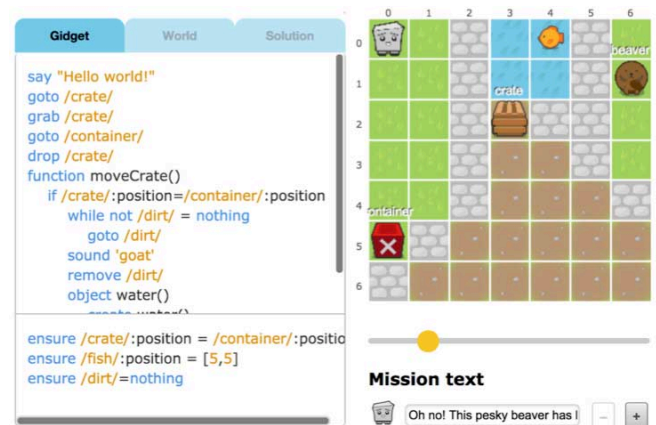 Gidget World Solution
say "Hello world!"
goto /crate/
grab /crate/
goto /container/
drop /crate/
function moveCrate()
if /crate/:position=/container/:position
while not /dirt/ = nothing
goto /dirt/
sound 'goat'
remove /dirt/
object water()
ensure /crate/:position = /container/:positio
ensure /fish/:position = [5,5]
ensure /dirt/=nothing
0 1 2 3 4 5 6
0
beaver
1
crate
2
3
4
container
5
6
Mission text
Oh no! This pesky beaver has l
− +